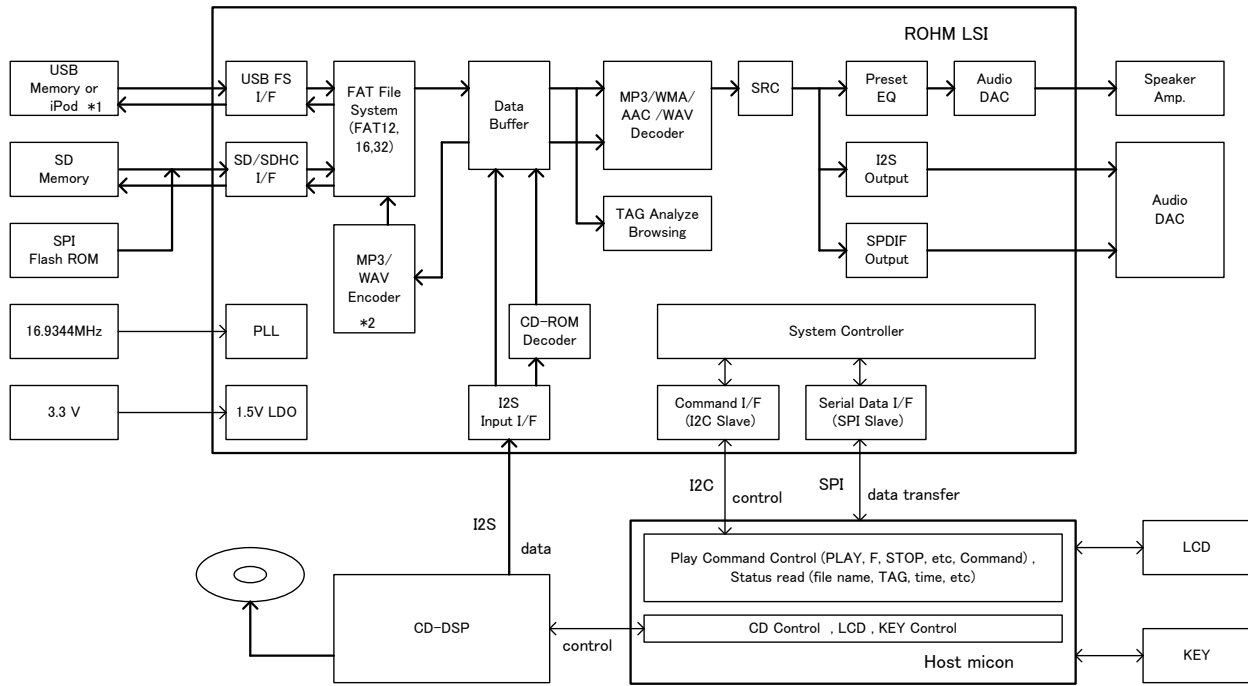 ROHM LSI
USB
Memory or
iPod *1
USB FS
I/F
FAT File
System
(FAT12,
16,32)
Data
Buffer
MP3/WMA/
AAC /WAV
Decoder
SRC
Preset
EQ
Audio
DAC
Speaker
Amp.
SD
Memory
SD/SDHC
I/F
I2S
Output
Audio
DAC
SPI
Flash ROM
MP3/
WAV
Encoder
*2
TAG Analyze
Browsing
SPDIF
Output
16.9344MHz
PLL
CD-ROM
Decoder
System Controller
3.3 V
1.5V LDO
I2S
Input I/F
Command I/F
(I2C Slave)
Serial Data I/F
(SPI Slave)
I2C
control
SPI
data transfer
I2S
data
Play Command Control (PLAY, F, STOP, etc, Command) ,
Status read (file name, TAG, time, etc)
LCD
CD-DSP
control
CD Control , LCD , KEY Control
Host micon
KEY